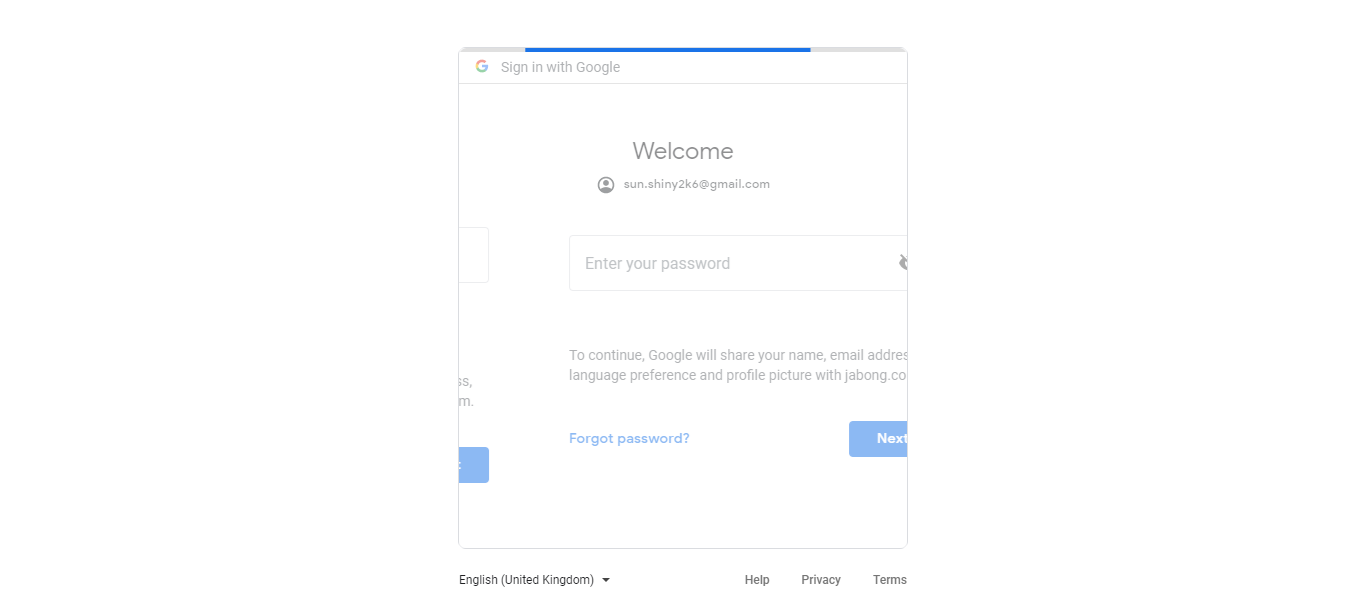 Sign in with Google
Welcome
sun.shiny2k6@gmail.com
Enter your password
To continue, Google will share your name, email addres
language preference and profile picture with jabong.co
ss,
m.
Forgot password?
Next
English (United Kingdom)
Help
Privacy
Terms